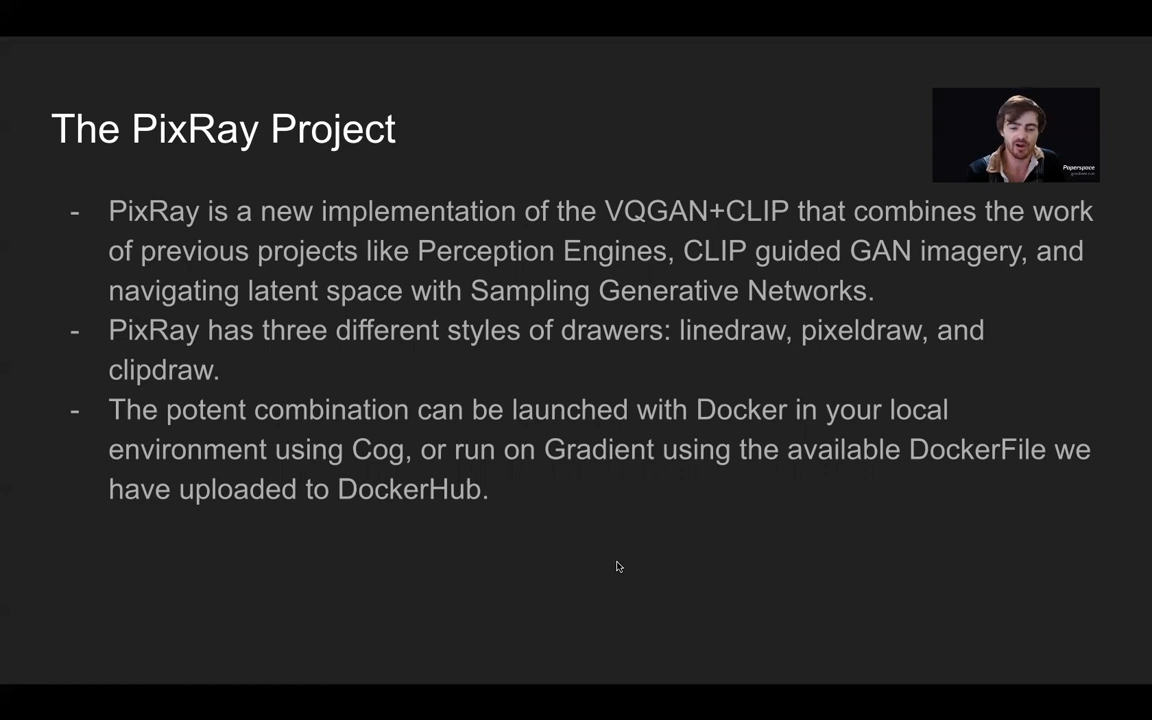 The PixRay Project
Paperspace
- PixRay is a new implementation of the VQGAN+CLIP that combines the work
of previous projects like Perception Engines, CLIP guided GAN imagery, and
navigating latent space with Sampling Generative Networks.
- PixRay has three different styles of drawers: linedraw, pixeldraw, and
clipdraw.
- The potent combination can be launched with Docker in your local
environment using Cog, or run on Gradient using the available DockerFile we
have uploaded to DockerHub.